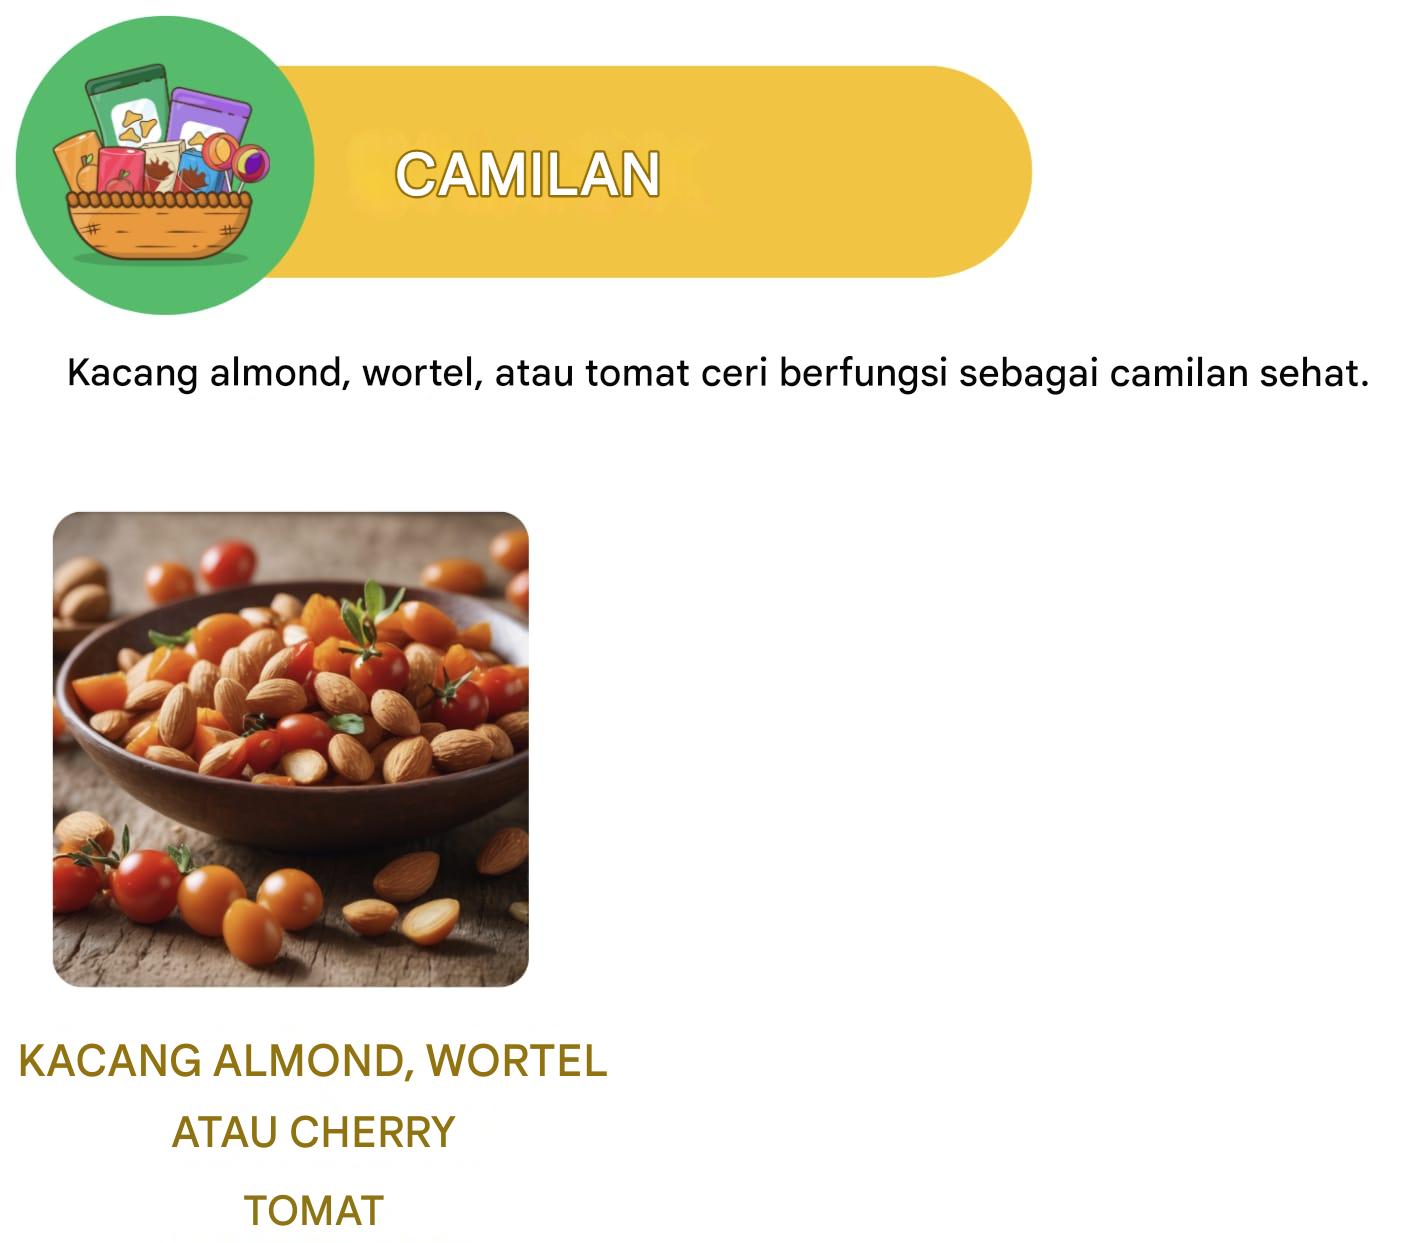 CAMILAN
Kacang almond, wortel, atau tomat ceri berfungsi sebagai camilan sehat.
KACANG ALMOND, WORTEL
ATAU CHERRY
TOMAT